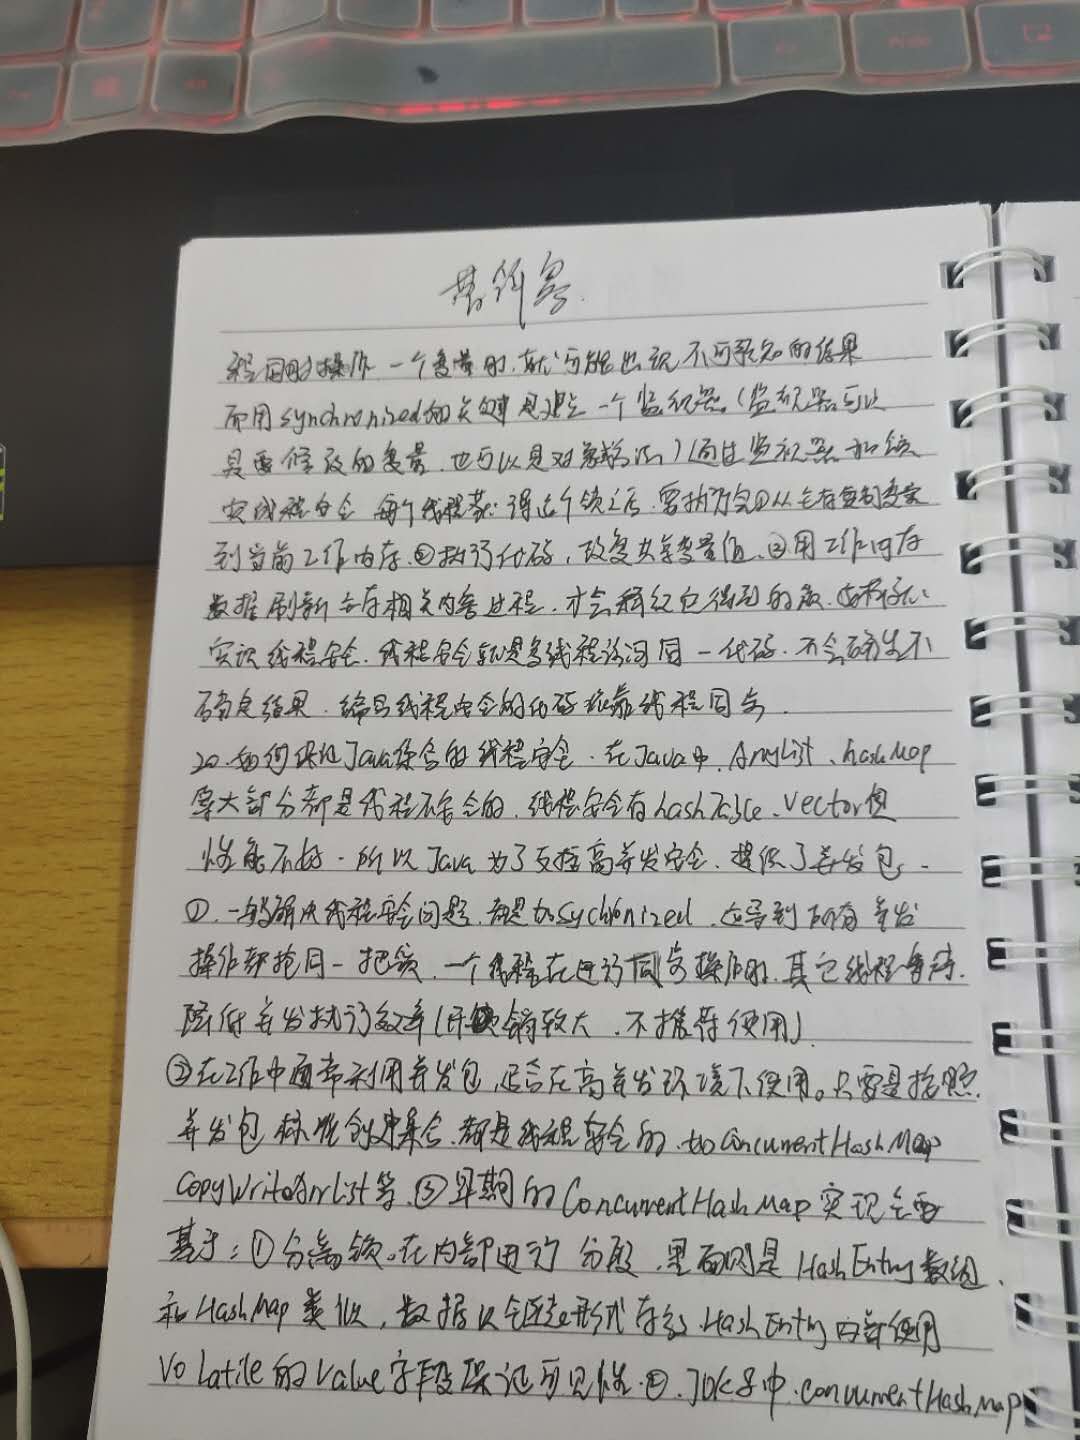 程同时操作一个变量时,就可能出现不可预知的结果
而用synchronized的关键是建立一个监视器(监视器可以
是要修改的变量,也可以是对象或方法)通过监视器和锁
实线程安全 每个线程获得这个锁之后,要执行完①从主存复制变量
到当前工作内存.②执行代码,改变共享变量值.③用工作内存
数据刷新主存相关内容过程,才会释放它得到的锁.这样就
实现线程安全.线程安全就是多线程访问同一代码.不会产生不
确定结果.编写线程安全的代码依靠线程同步.
20.如何保证Java集合的线程安全.在Java中,ArryList、hashMap
等大部分都是线程不安全的,线程安全有hashTable、vector但
性能不好.所以Java为了支持高并发安全.提供了并发包.
①.一般解决线程安全问题,都是加sychronized.这导致所有并发
操作都抢同一把锁,一个线程在进行同步操作时,其它线程等待.
降低并发执行效率(开销较大,不推荐使用)
②在工作中通常利用并发包,适合在高并发环境下使用。只要是按照
并发包标准创建集合,都是线程安全的.如ConcurrentHashMap
CopyWriteArrList等.③早期的ConcurrentHashMap实现主要
基于:①分离锁。在内部进行分段,里面则是HashEntry数组,
和HashMap类似,数据以链表形式存放.HashEntry内部使用
Volatile的Value字段保证可见性.②.JDK8中.concurrentHashMap